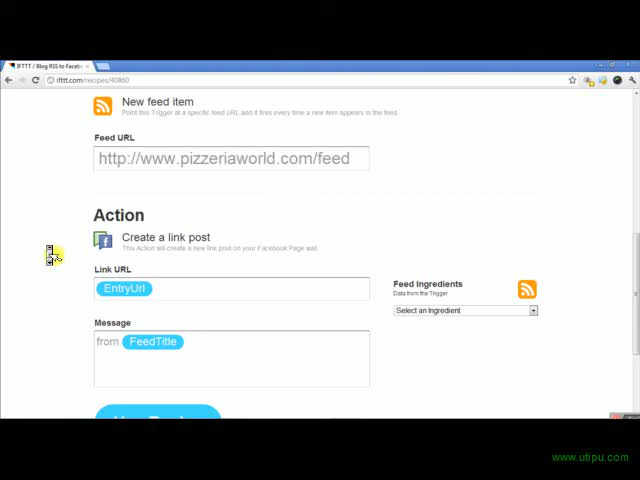 IFTTT / Blog RSS to Facebo
ifttt.com/recipes/40860
New feed item
Point this Trigger at a specific feed URL and it fires every time a new item appears in the feed.
Feed URL
http://www.pizzeriaworld.com/feed
Action
Create a link post
This Action will create a new link post on your Facebook Page wall.
Link URL
EntryUrl
Feed Ingredients
Data from the Trigger
Select an Ingredient
Message
from FeedTitle
www.utipu.com